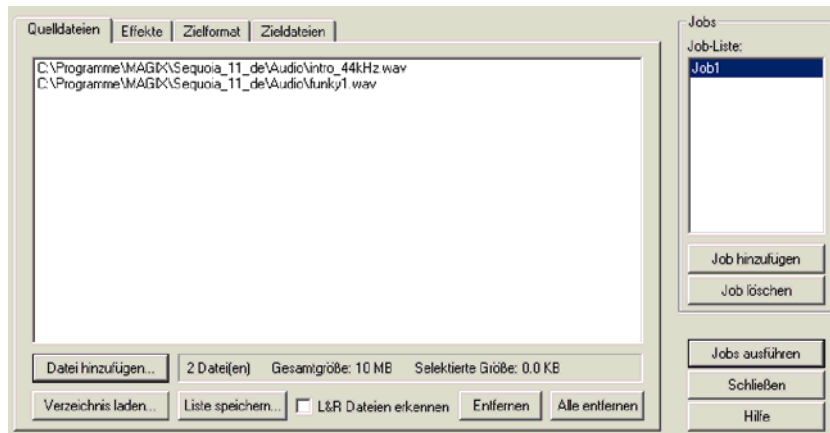 Quelldateien Effekte Zielformat Zieldateien
C:\Programme\MAGIX\Sequoia_11_de\Audio\intro_44kHz.wav
C:\Programme\MAGIX\Sequoia_11_de\Audio\funky1.wav
Datei hinzufügen... 2 Datei(en) Gesamtgröße: 10 MB Selektierte Größe: 0.0 KB
Verzeichnis laden... Liste speichern... L&R Dateien erkennen Entfernen Alle entfernen
Jobs
Job-Liste:
Job1
Job hinzufügen
Job löschen
Jobs ausführen
Schließen
Hilfe